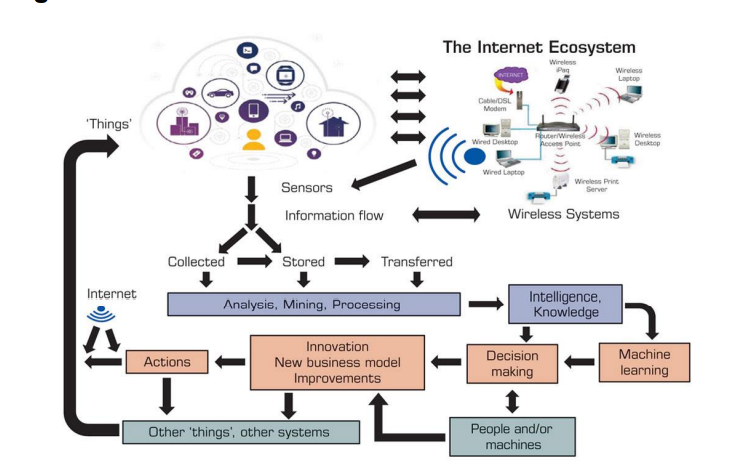 The Internet Ecosystem
INTERNET
Wireless
iPaq
Wireless
Laptop
Cable/DSL
Modem
'Things'
Wired Desktop
Router/Wireless
Access Point
Wireless
Desktop
Wired Laptop
Wireless Print
Server
Sensors
Information flow
Wireless Systems
Collected
Stored
Transferred
Internet
Analysis, Mining, Processing
Intelligence,
Knowledge
Actions
Innovation
New business model
Improvements
Decision
making
Machine
learning
Other 'things', other systems
People and/or
machines